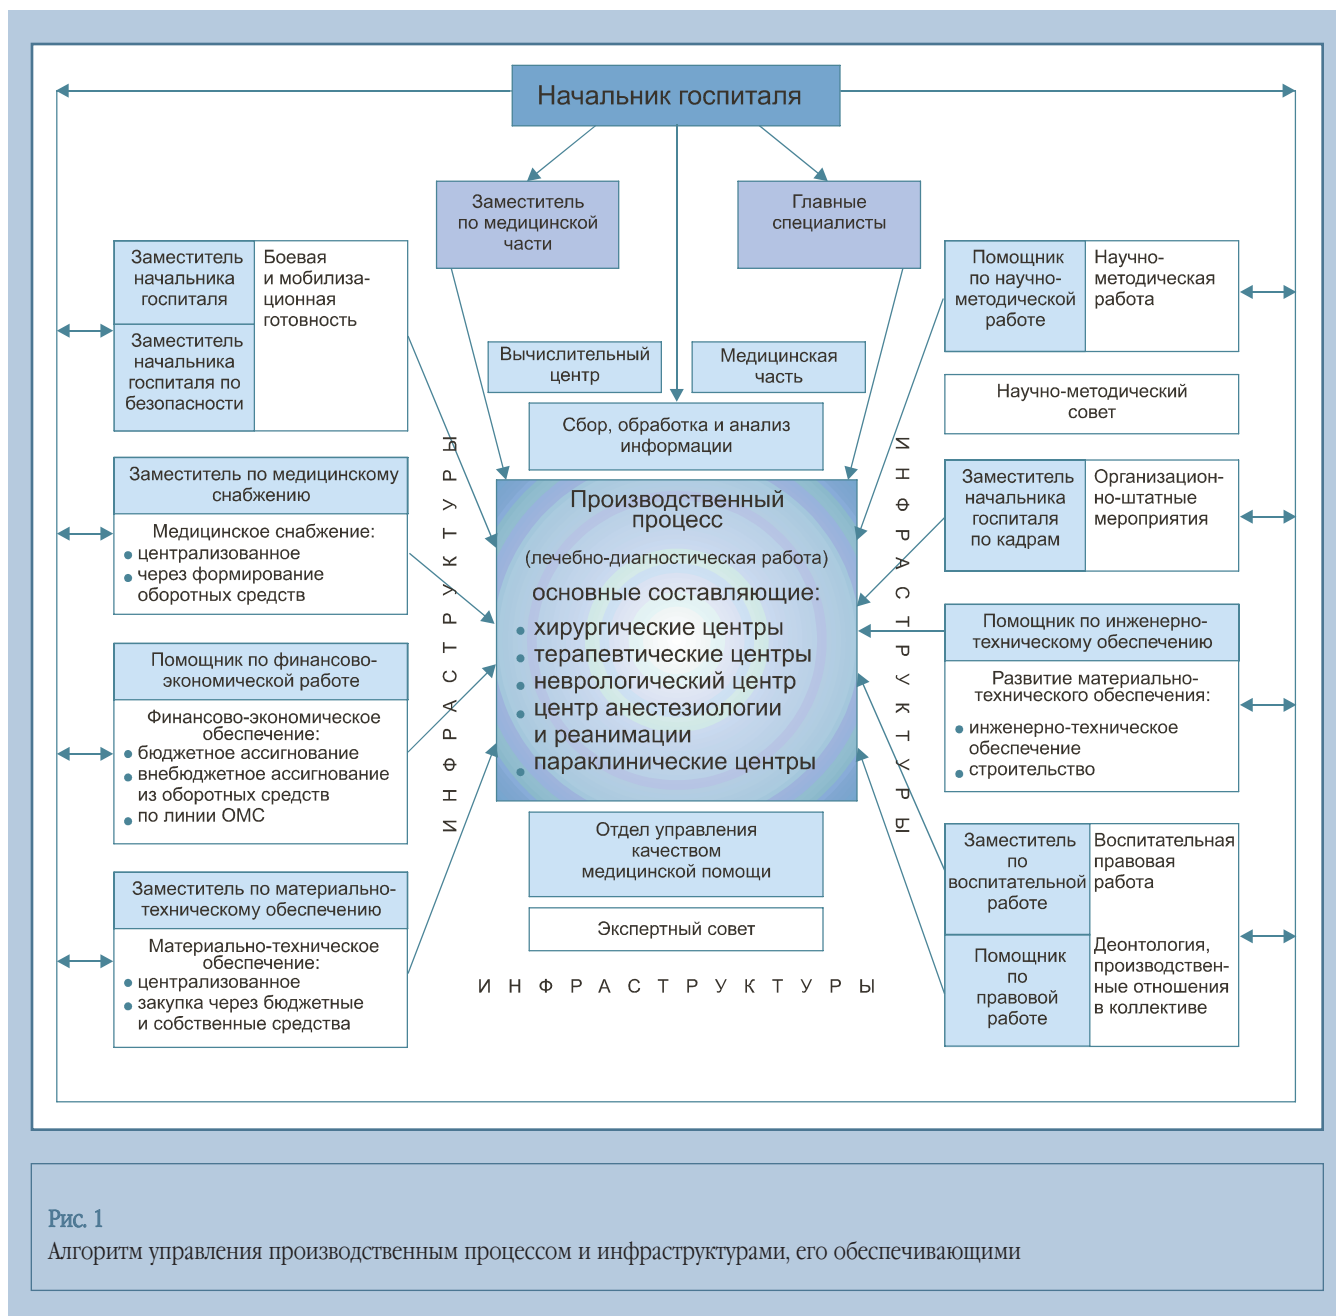 Начальник госпиталя
Заместитель
по медицинской
части
Главные
специалисты
Заместитель
начальника
госпиталя
Боевая
и мобилиза-
ционная
готовность
Заместитель
начальника
госпиталя по
безопасности
Заместитель по медицинскому
снабжению
Медицинское снабжение:
• централизованное
• через формирование
оборотных средств
Помощник по финансово-
экономической работе
Финансово-экономическое
обеспечение:
• бюджетное ассигнование
• внебюджетное ассигнование
из оборотных средств
• по линии ОМС
Заместитель по материально-
техническому обеспечению
Материально-техническое
обеспечение:
• централизованное
• закупка через бюджетные
и собственные средства
ИНФРАСТРУКТУРЫ
Вычислительный
центр
Медицинская
часть
Сбор, обработка и анализ
информации
Производственный
процесс
(лечебно-диагностическая работа)
основные составляющие:
• хирургические центры
• терапевтические центры
• неврологический центр
• центр анестезиологии
и реанимации
• параклинические центры
Отдел управления
качеством
медицинской помощи
Экспертный совет
ИНФРАСТРУКТУРЫ
ИНФРАСТРУКТУРЫ
Помощник
по научно-
методической
работе
Научно-
методическая
работа
Научно-методический
совет
Заместитель
начальника
госпиталя
по кадрам
Организацион-
но-штатные
мероприятия
Помощник по инженерно-
техническому обеспечению
Развитие материально-
технического обеспечения:
• инженерно-техническое
обеспечение
• строительство
Заместитель
по
воспитательной
работе
Воспитательная
правовая
работа
Помощник
по
правовой
работе
Деонтология,
производствен-
ные отношения
в коллективе
Рис. 1
Алгоритм управления производственным процессом и инфраструктурами, его обеспечивающими